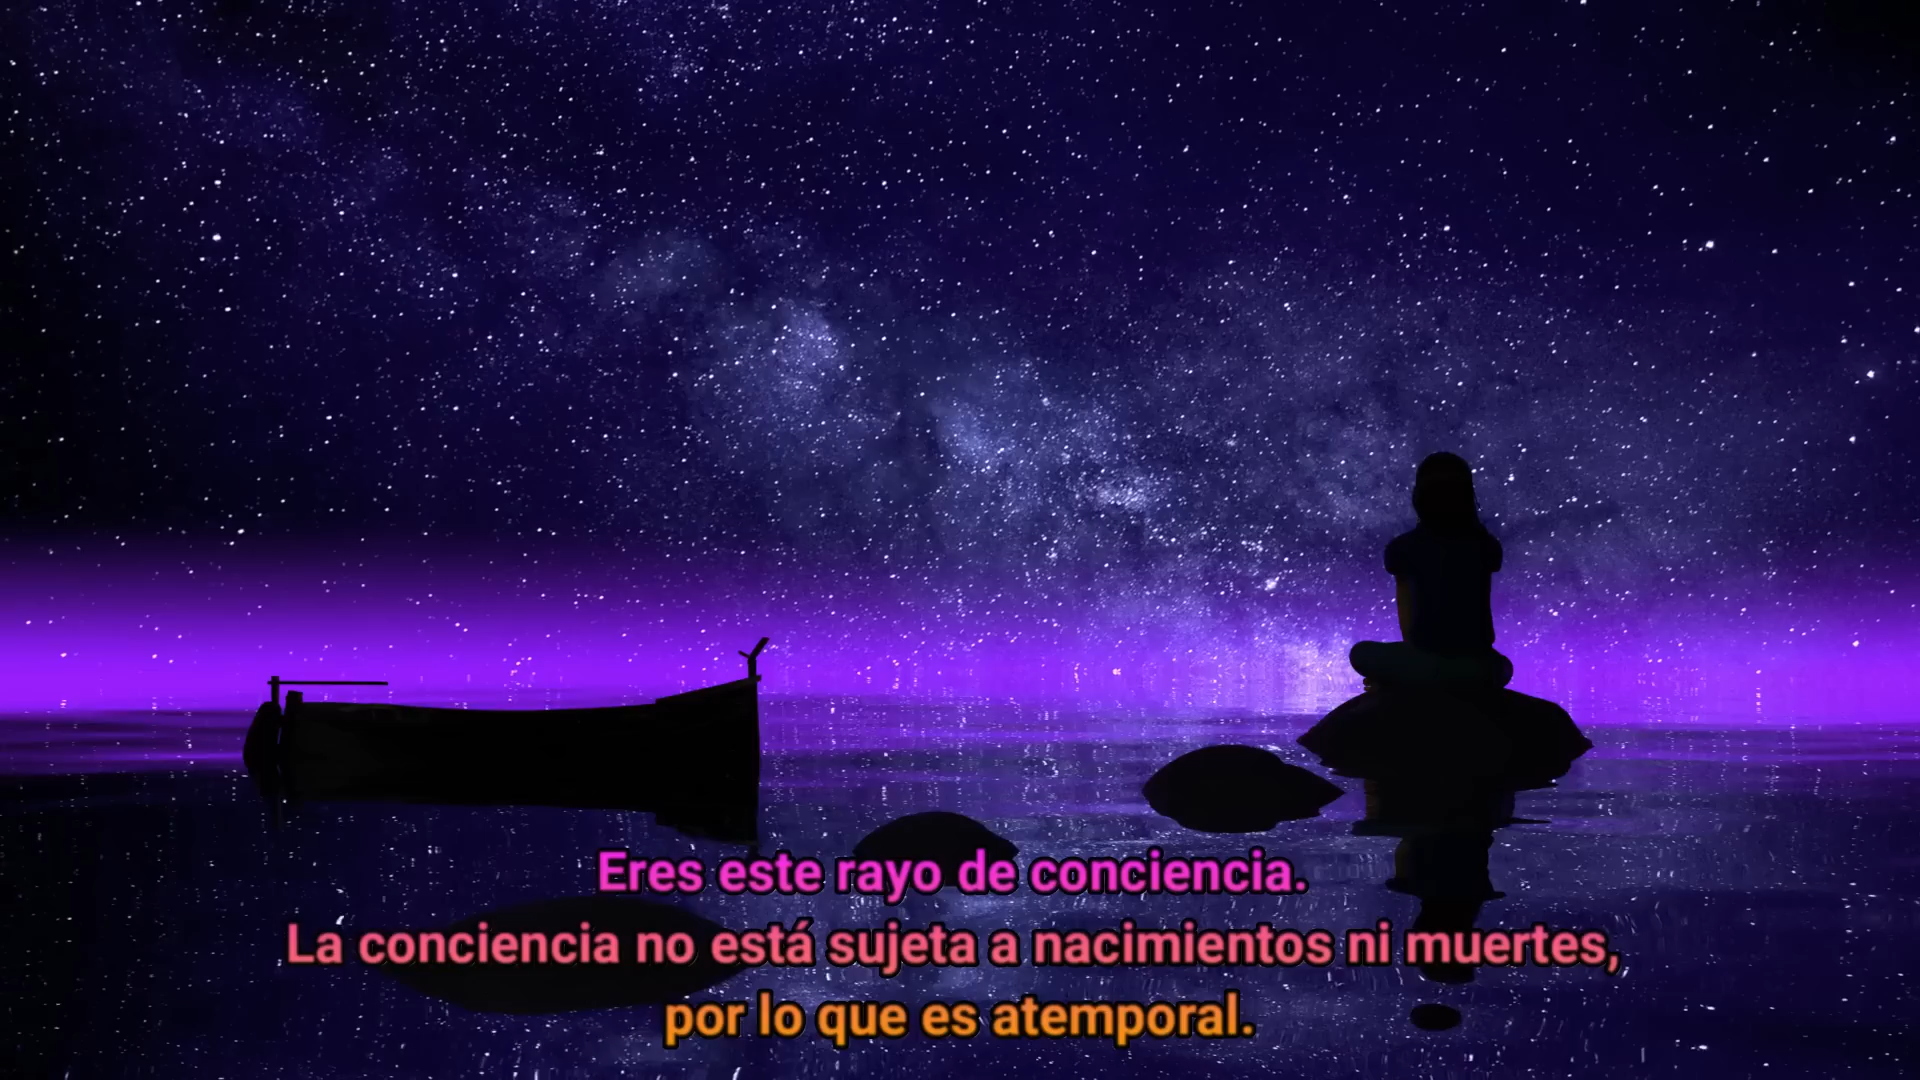 Eres este rayo de conciencia.
La conciencia no está sujeta a nacimientos ni muertes,
por lo que es atemporal.